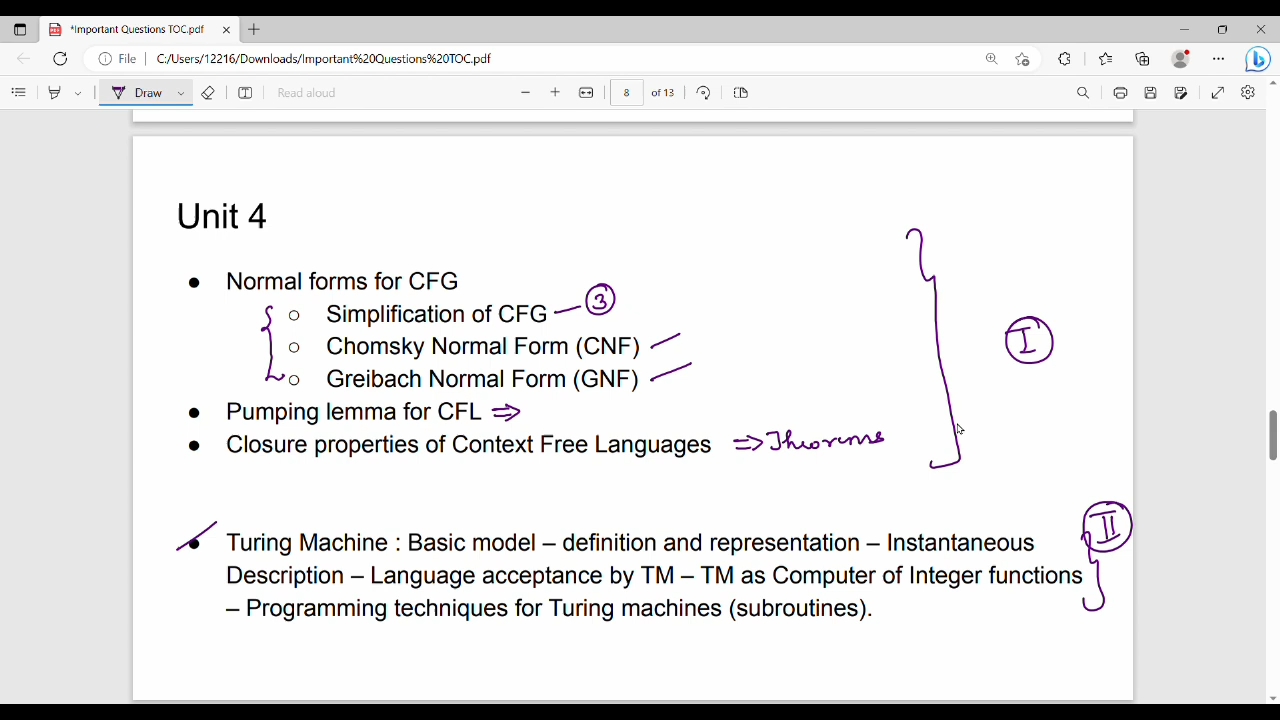 *Important Questions TOC.pdf
File C:/Users/12216/Downloads/Important%20Questions%20TOC.pdf
Draw Read aloud 8 of 13
Unit 4
Normal forms for CFG
Simplification of CFG — 3
Chomsky Normal Form (CNF)
Greibach Normal Form (GNF)
I
Pumping lemma for CFL ⇒
Closure properties of Context Free Languages ⇒ Theorems
II
Turing Machine : Basic model – definition and representation – Instantaneous
Description – Language acceptance by TM – TM as Computer of Integer functions
– Programming techniques for Turing machines (subroutines).